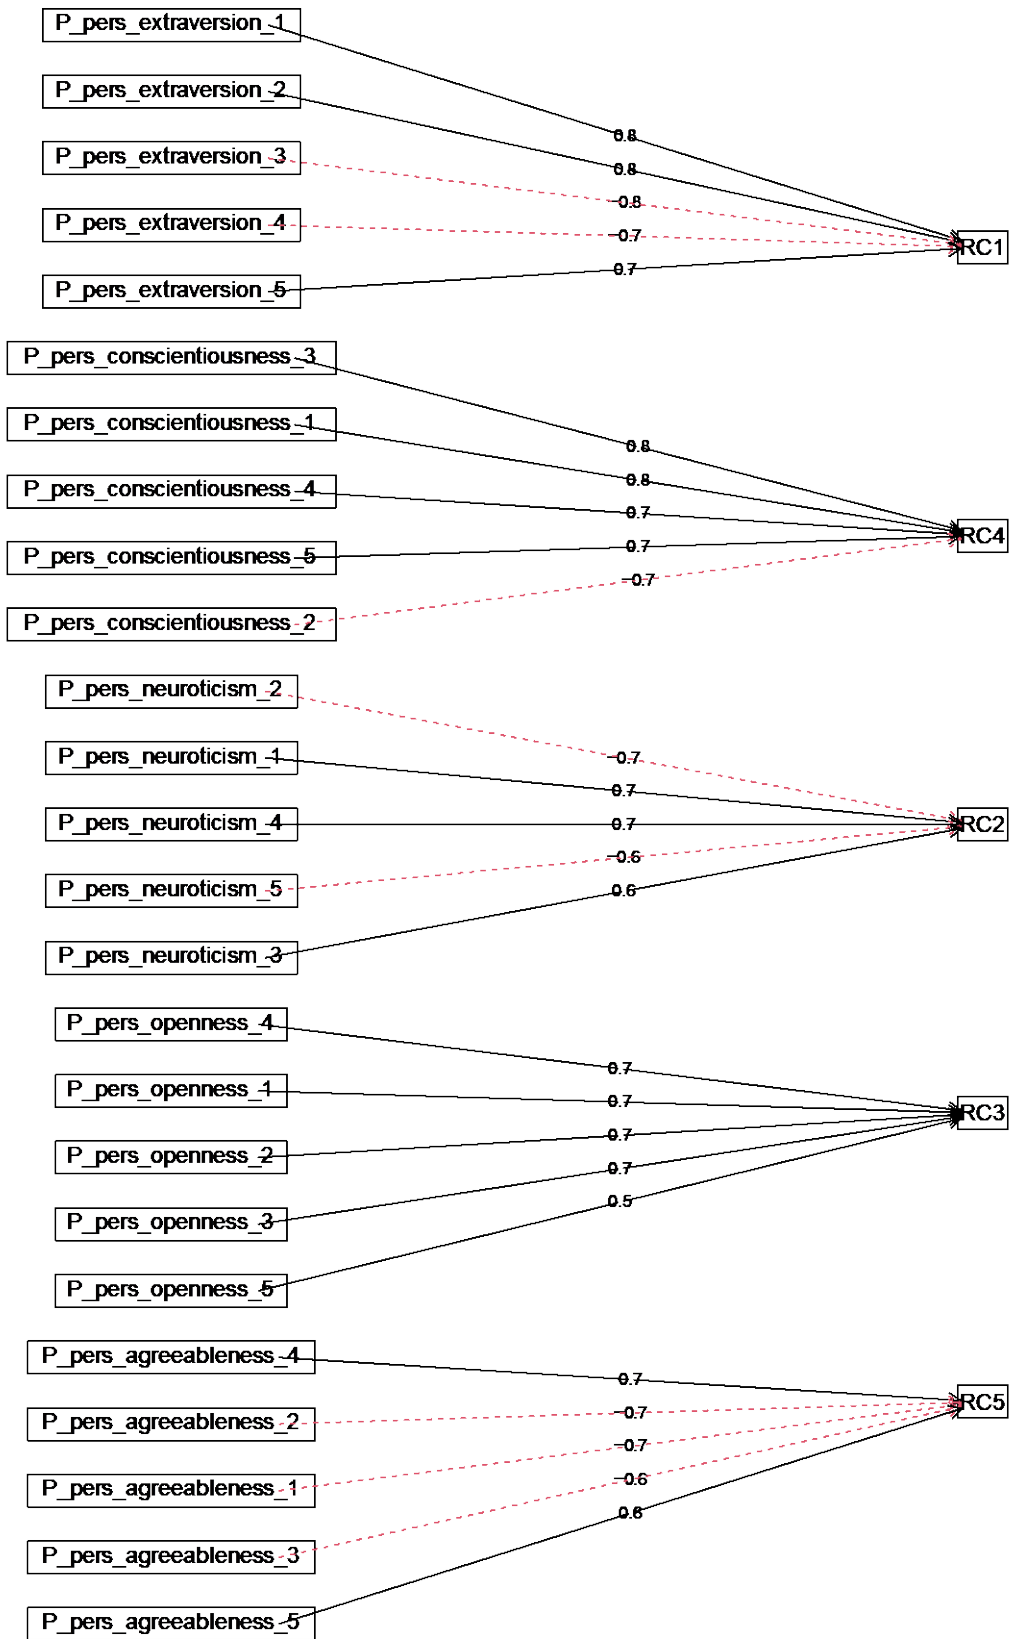 P_pers_extraversion_1
P_pers_extraversion_2
P_pers_extraversion_3
P_pers_extraversion_4
P_pers_extraversion_5
0.8
0.8
-0.8
-0.7
0.7
RC1
P_pers_conscientiousness_3
P_pers_conscientiousness_1
P_pers_conscientiousness_4
P_pers_conscientiousness_5
P_pers_conscientiousness_2
0.8
0.8
0.7
0.7
-0.7
RC4
P_pers_neuroticism_2
P_pers_neuroticism_1
P_pers_neuroticism_4
P_pers_neuroticism_5
P_pers_neuroticism_3
-0.7
0.7
0.7
-0.6
0.6
RC2
P_pers_openness_4
P_pers_openness_1
P_pers_openness_2
P_pers_openness_3
P_pers_openness_5
0.7
0.7
0.7
0.7
0.5
RC3
P_pers_agreeableness_4
P_pers_agreeableness_2
P_pers_agreeableness_1
P_pers_agreeableness_3
P_pers_agreeableness_5
0.7
-0.7
-0.7
-0.6
0.6
RC5